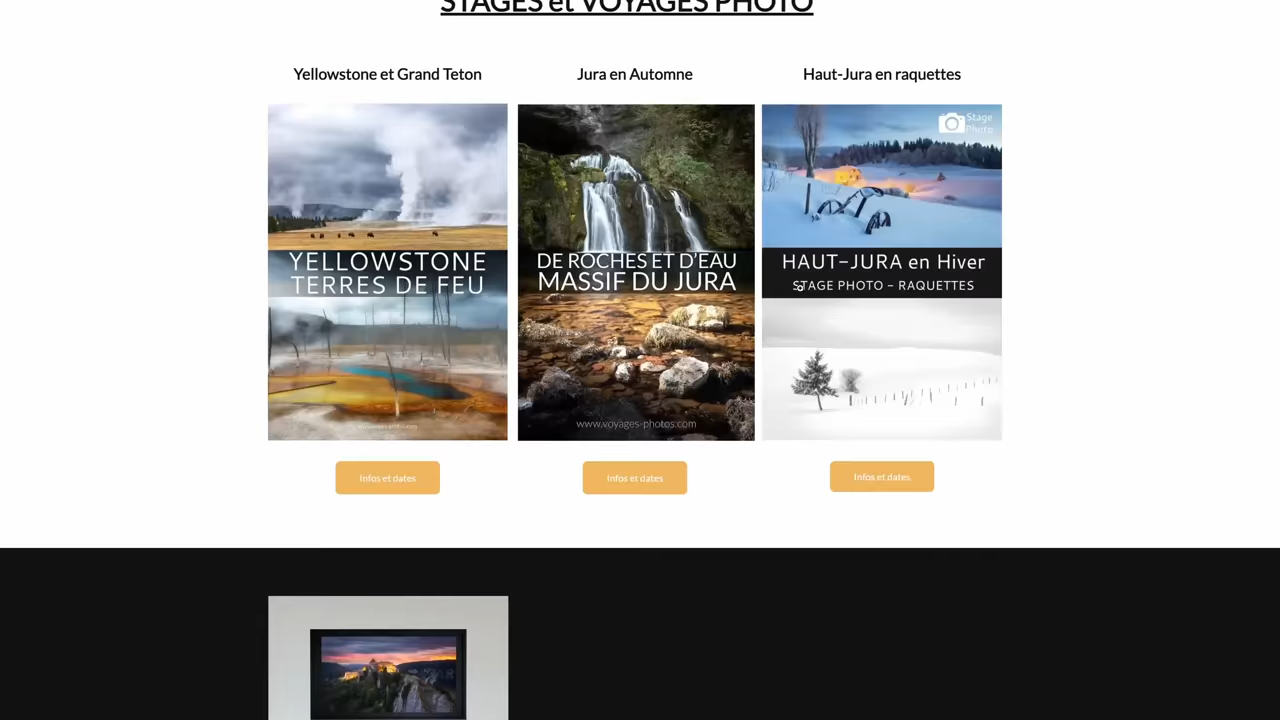 STAGES et VOYAGES PHOTO
Yellowstone et Grand Teton
Jura en Automne
Haut-Jura en raquettes
YELLOWSTONE
TERRES DE FEU
DE ROCHES ET D'EAU
MASSIF DU JURA
www.voyages-photos.com
Stage
Photo
HAUT-JURA en Hiver
STAGE PHOTO - RAQUETTES
Infos et dates
Infos et dates
Infos et dates